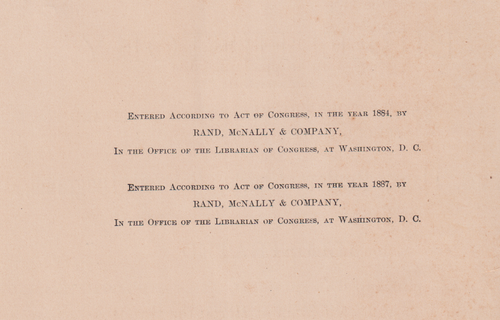 Entered According to Act of Congress, in the year 1884, by
RAND, McNALLY & COMPANY,
In the Office of the Librarian of Congress, at Washington, D. C.
Entered According to Act of Congress, in the year 1887, by
RAND, McNALLY & COMPANY,
In the Office of the Librarian of Congress, at Washington, D. C.